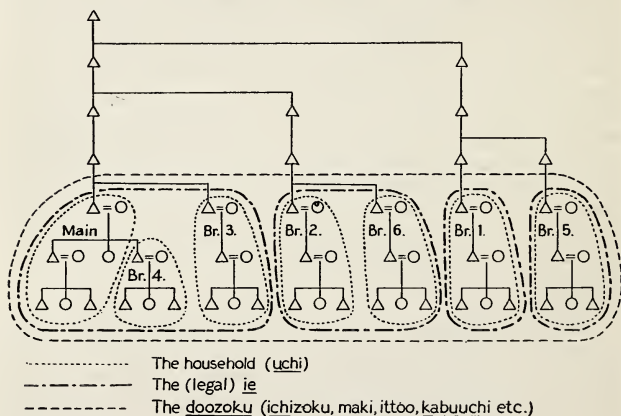 Main
Br. 4.
Br. 3.
Br. 2.
Br. 6.
Br. 1.
Br. 5.
The household (uchi)
The (legal) ie
The doozoku (ichizoku, maki, ittoo, kabuuchi etc.)